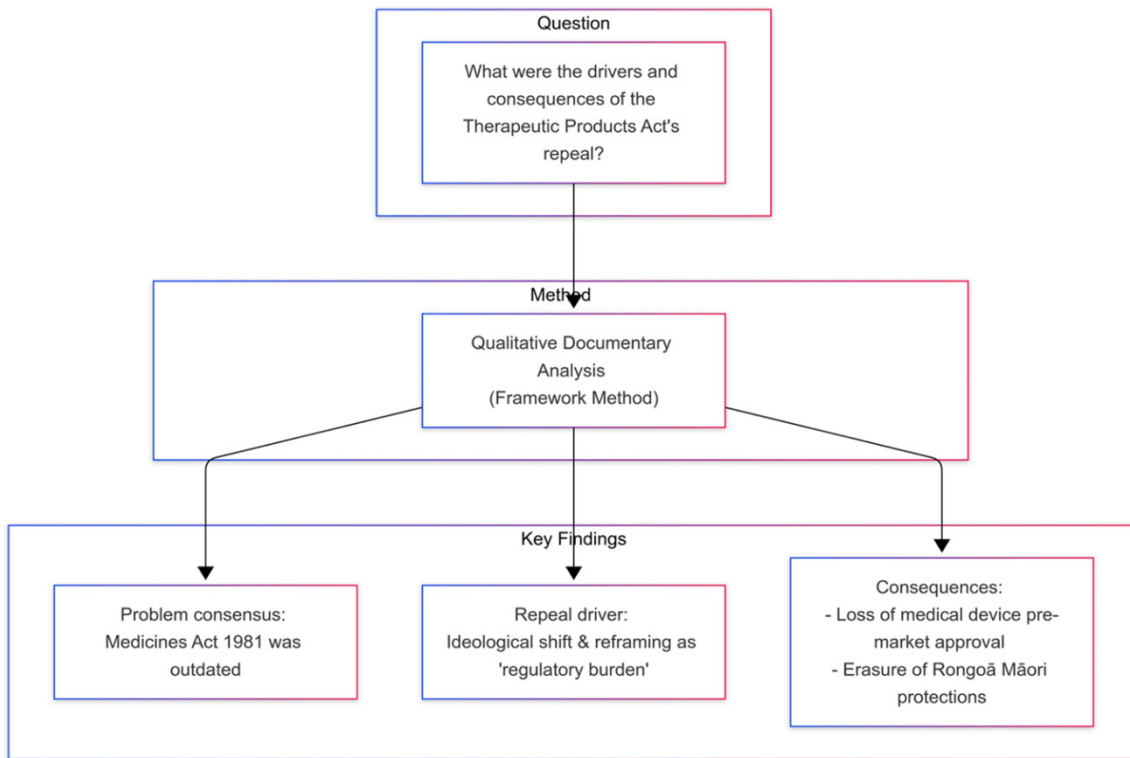 Question
What were the drivers and
consequences of the
Therapeutic Products Act's
repeal?
Method
Qualitative Documentary
Analysis
(Framework Method)
Key Findings
Problem consensus:
Medicines Act 1981 was
outdated
Repeal driver:
Ideological shift & reframing as
'regulatory burden'
Consequences:
- Loss of medical device pre-
market approval
- Erasure of Rongoā Māori
protections